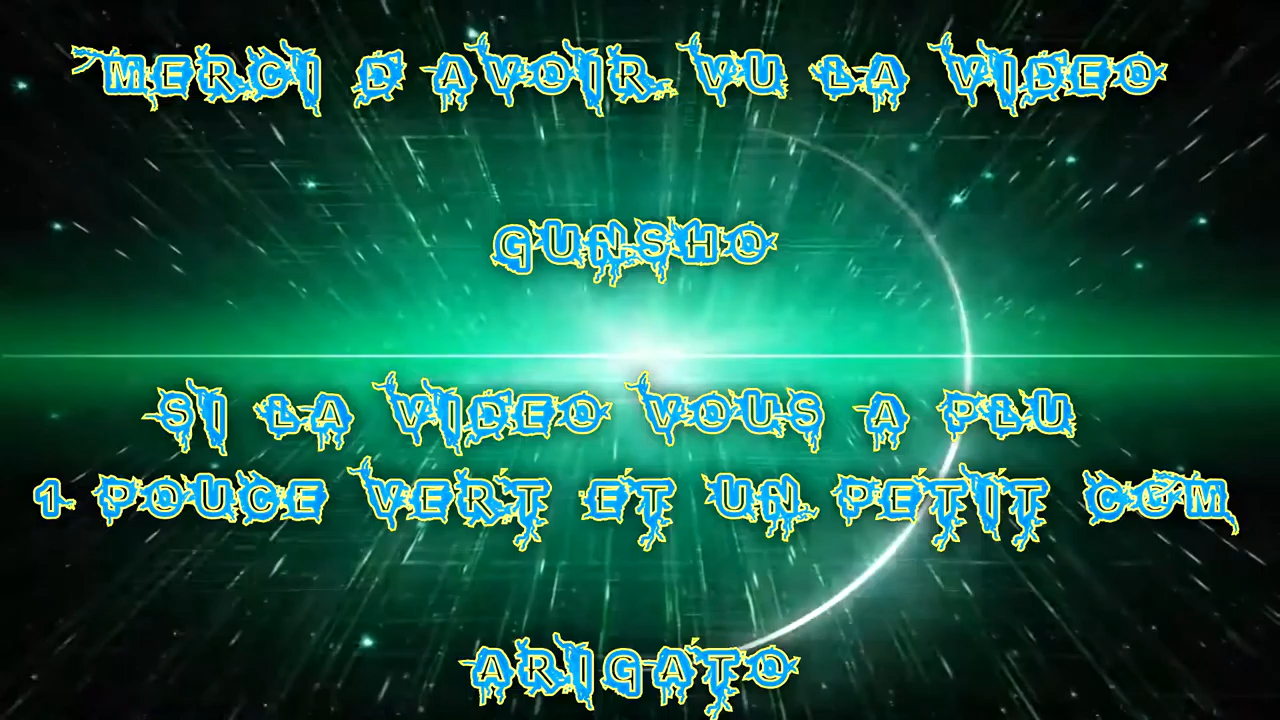 MERCI D AVOIR VU LA VIDEO
GUNSHO
SI LA VIDEO VOUS A PLU
1 POUCE VERT ET UN PETIT COM
ARIGATO